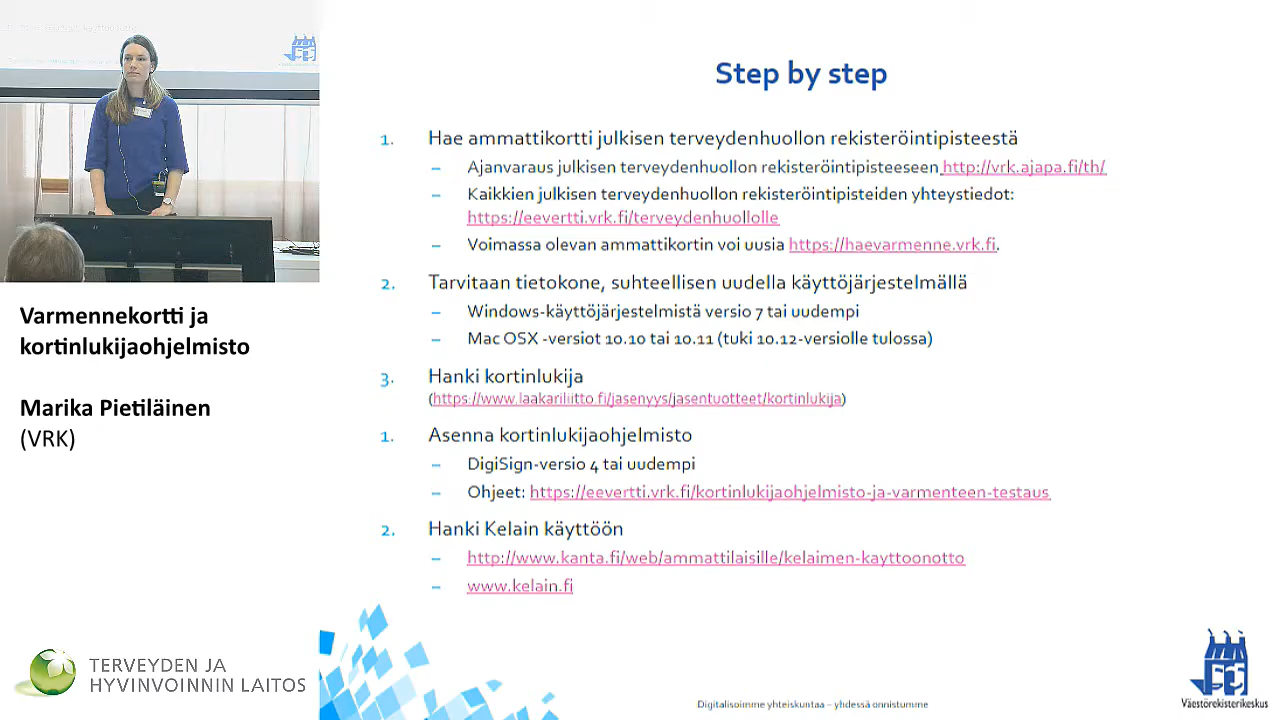 Step by step
1. Hae ammattikortti julkisen terveydenhuollon rekisteröintipisteestä
– Ajanvaraus julkisen terveydenhuollon rekisteröintipisteeseen http://vrk.ajapa.fi/th/
– Kaikkien julkisen terveydenhuollon rekisteröintipisteiden yhteystiedot:
https://eevertti.vrk.fi/terveydenhuollolle
– Voimassa olevan ammattikortin voi uusia https://haevarmenne.vrk.fi.
2. Tarvitaan tietokone, suhteellisen uudella käyttöjärjestelmällä
– Windows-käyttöjärjestelmistä versio 7 tai uudempi
– Mac OSX -versiot 10.10 tai 10.11 (tuki 10.12-versiolle tulossa)
3. Hanki kortinlukija
(https://www.laakariliitto.fi/jasenyys/jasentuotteet/kortinlukija)
1. Asenna kortinlukijaohjelmisto
– DigiSign-versio 4 tai uudempi
– Ohjeet: https://eevertti.vrk.fi/kortinlukijaohjelmisto-ja-varmenteen-testaus
2. Hanki Kelain käyttöön
– http://www.kanta.fi/web/ammattilaisille/kelaimen-kayttoonotto
– www.kelain.fi
Varmennekortti ja
kortinlukijaohjelmisto
Marika Pietiläinen
(VRK)
TERVEYDEN JA
HYVINVOINNIN LAITOS
Digitalisoimme yhteiskuntaa – yhdessä onnistumme
Väestörekisterikeskus